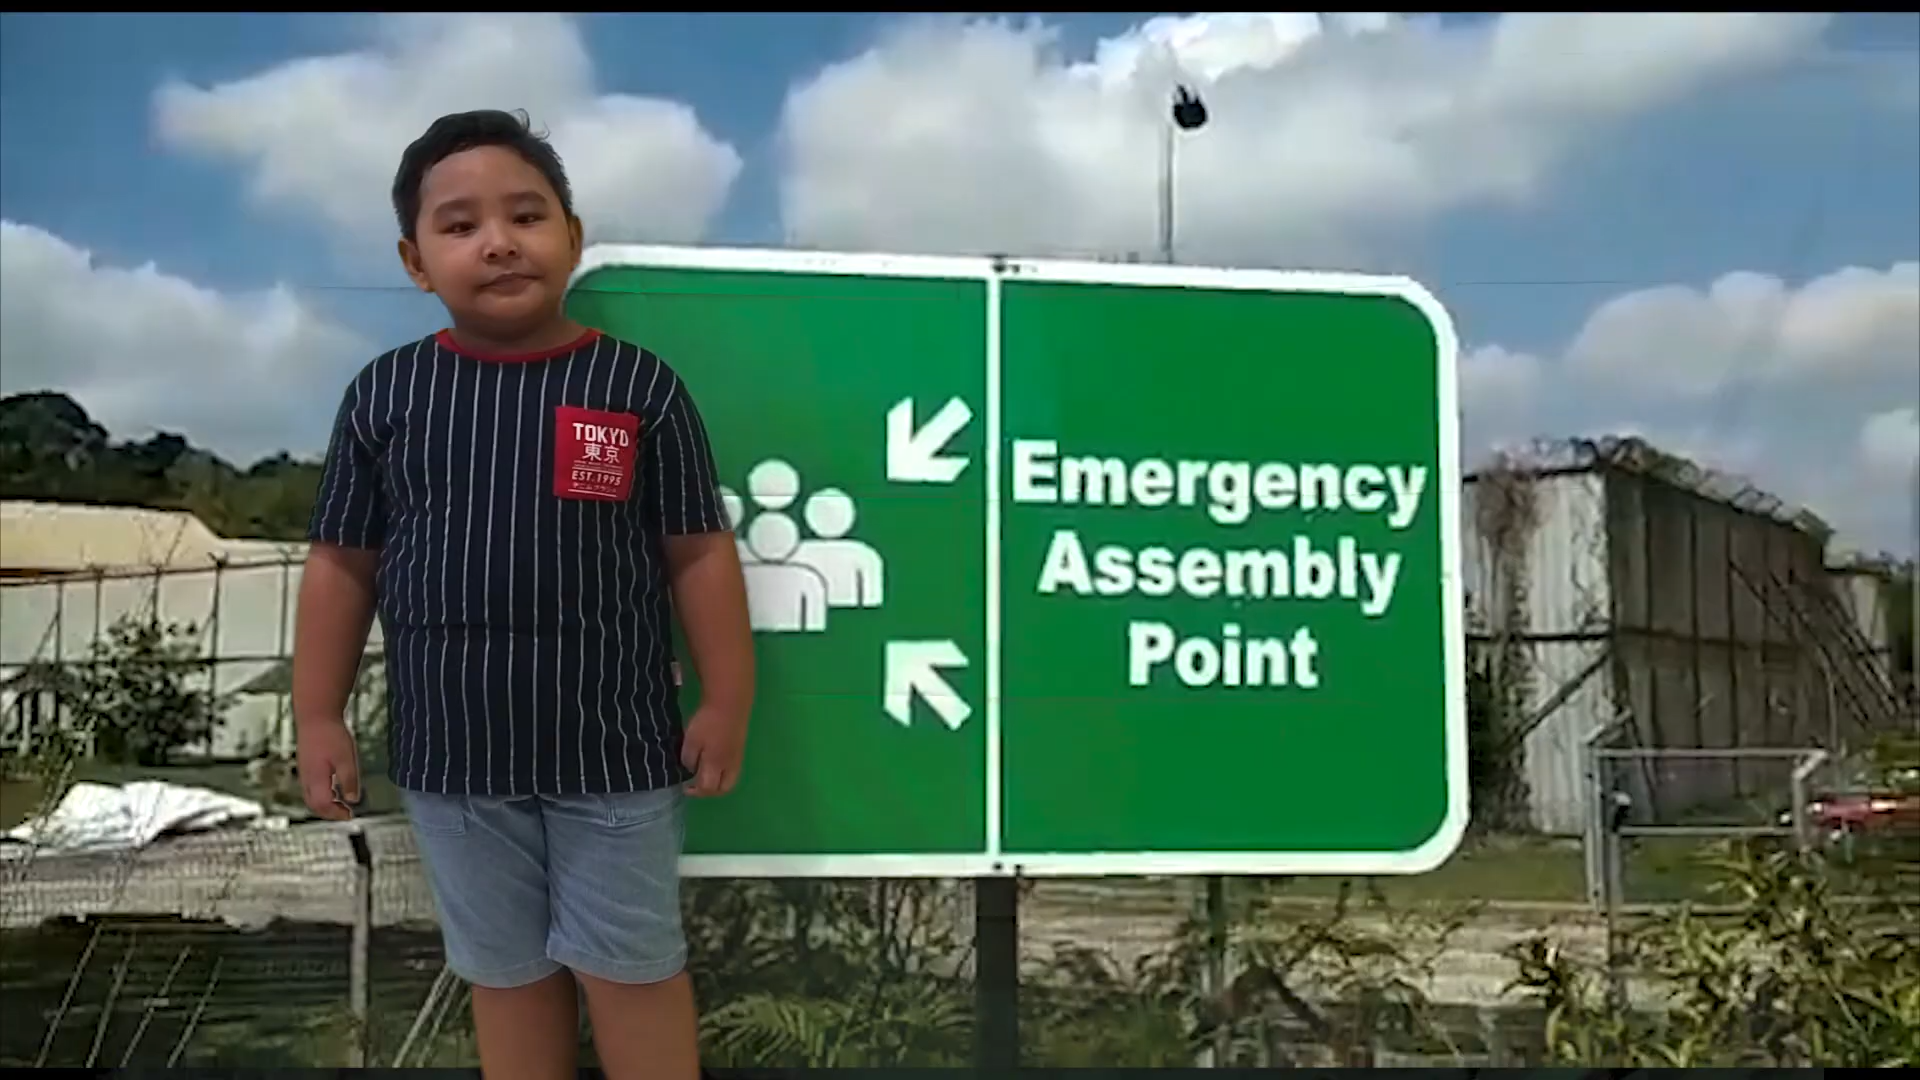 TOKYO
東京
EST.1995
Emergency
Assembly
Point